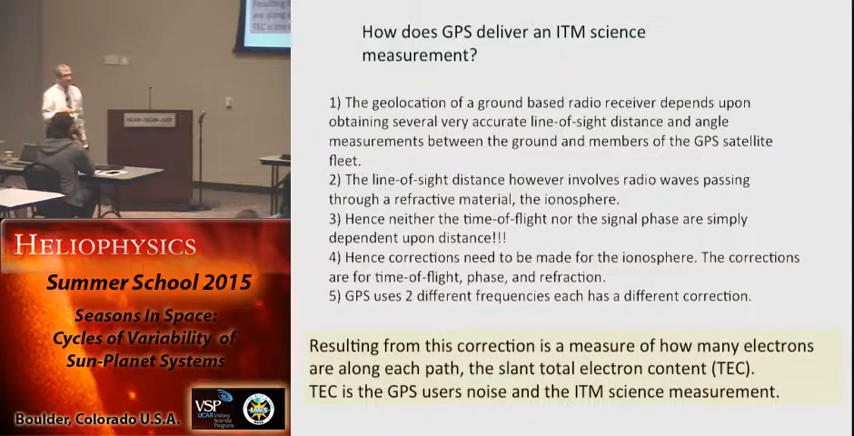 How does GPS deliver an ITM science
measurement?
1) The geolocation of a ground based radio receiver depends upon
obtaining several very accurate line-of-sight distance and angle
measurements between the ground and members of the GPS satellite
fleet.
2) The line-of-sight distance however involves radio waves passing
through a refractive material, the ionosphere.
3) Hence neither the time-of-flight nor the signal phase are simply
dependent upon distance!!!
4) Hence corrections need to be made for the ionosphere. The corrections
are for time-of-flight, phase, and refraction.
5) GPS uses 2 different frequencies each has a different correction.
Resulting from this correction is a measure of how many electrons
are along each path, the slant total electron content (TEC).
TEC is the GPS users noise and the ITM science measurement.
HELIOPHYSICS
Summer School 2015
Seasons In Space:
Cycles of Variability of
Sun-Planet Systems
VSP
UCAR Visiting
Scientist
Programs
Boulder, Colorado U.S.A.